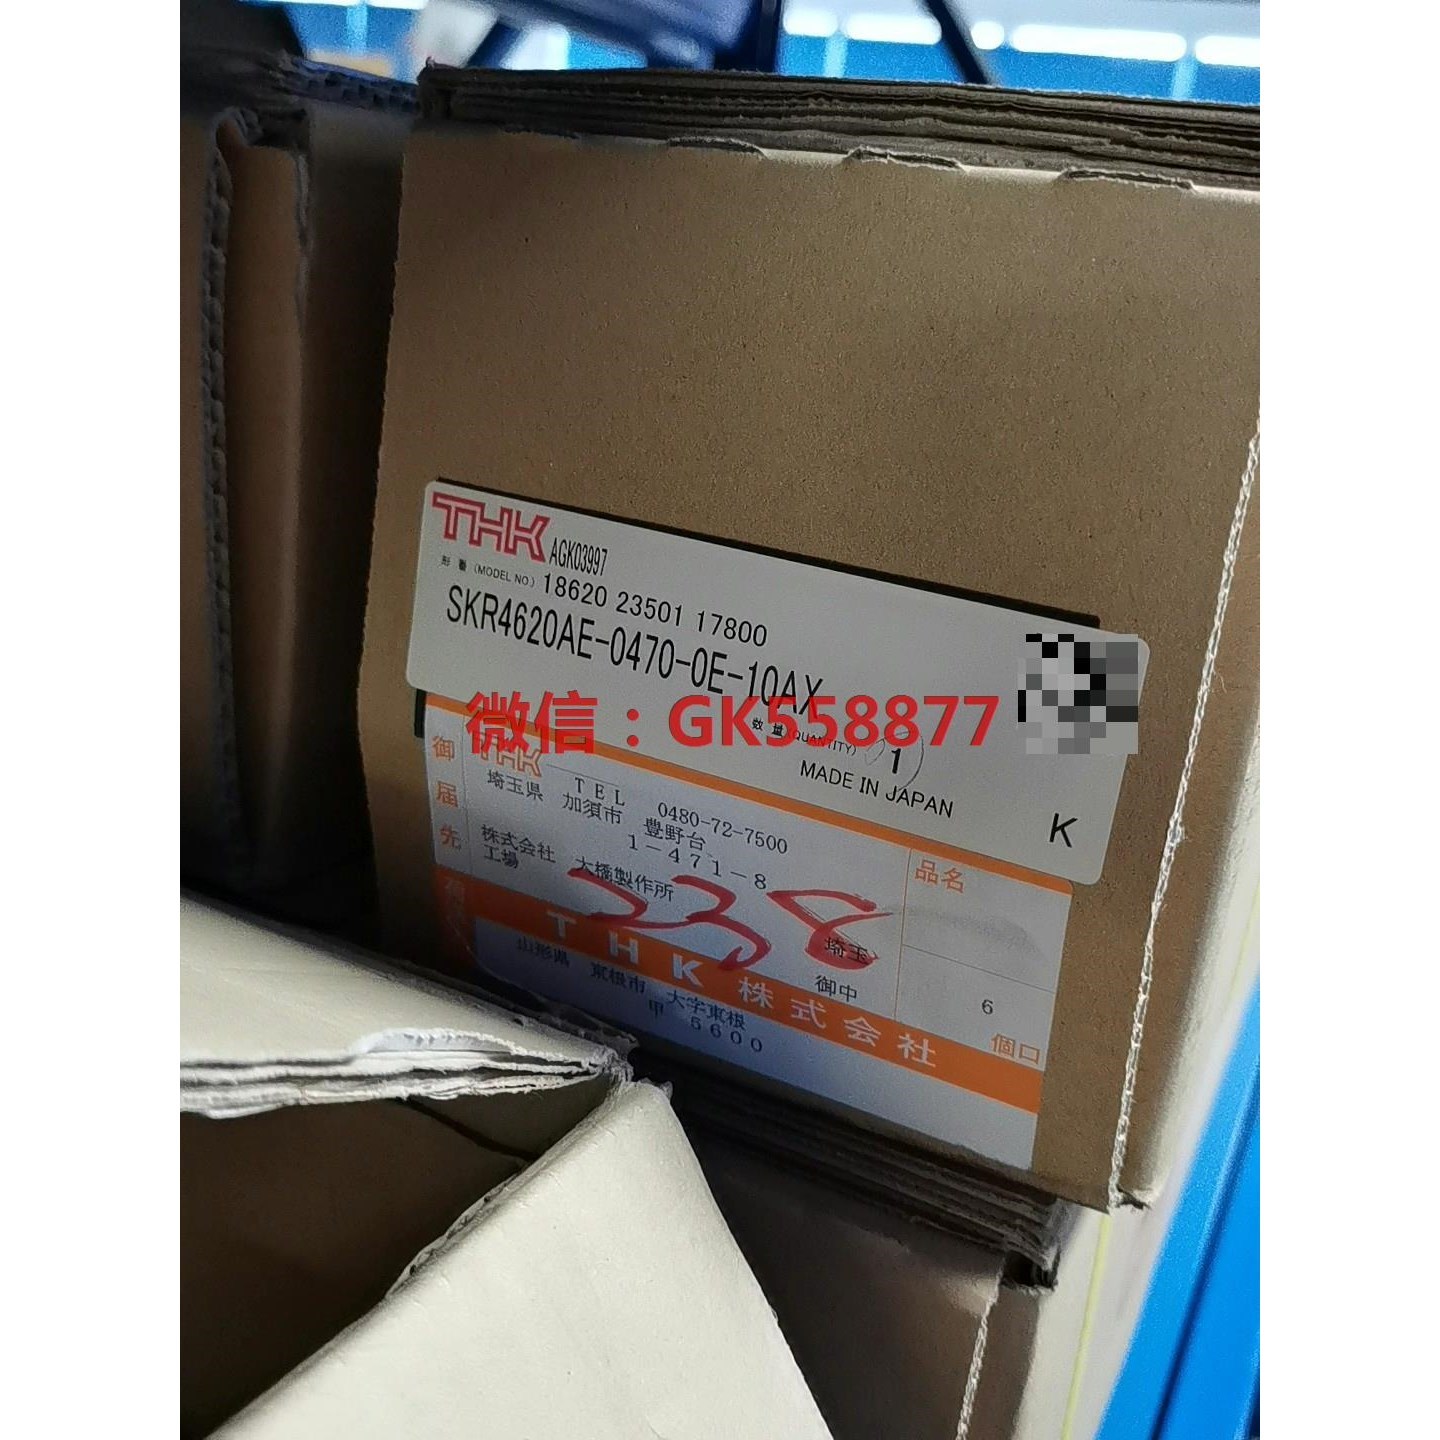 THK AGK03997
形番 (MODEL NO.) 18620 23501 17800
SKR4620AE-0470-0E-10AX
微信：GK558877
数量 (QUANTITY) 1
MADE IN JAPAN
K
御届先
THK
TEL 0480-72-7500
埼玉県 加須市 豊野台
1-471-8
株式会社 大橋製作所
工場
338
埼玉
御中
品名
6
個口
THK 株式会社
山形県 東根市 大字東根
甲 5600